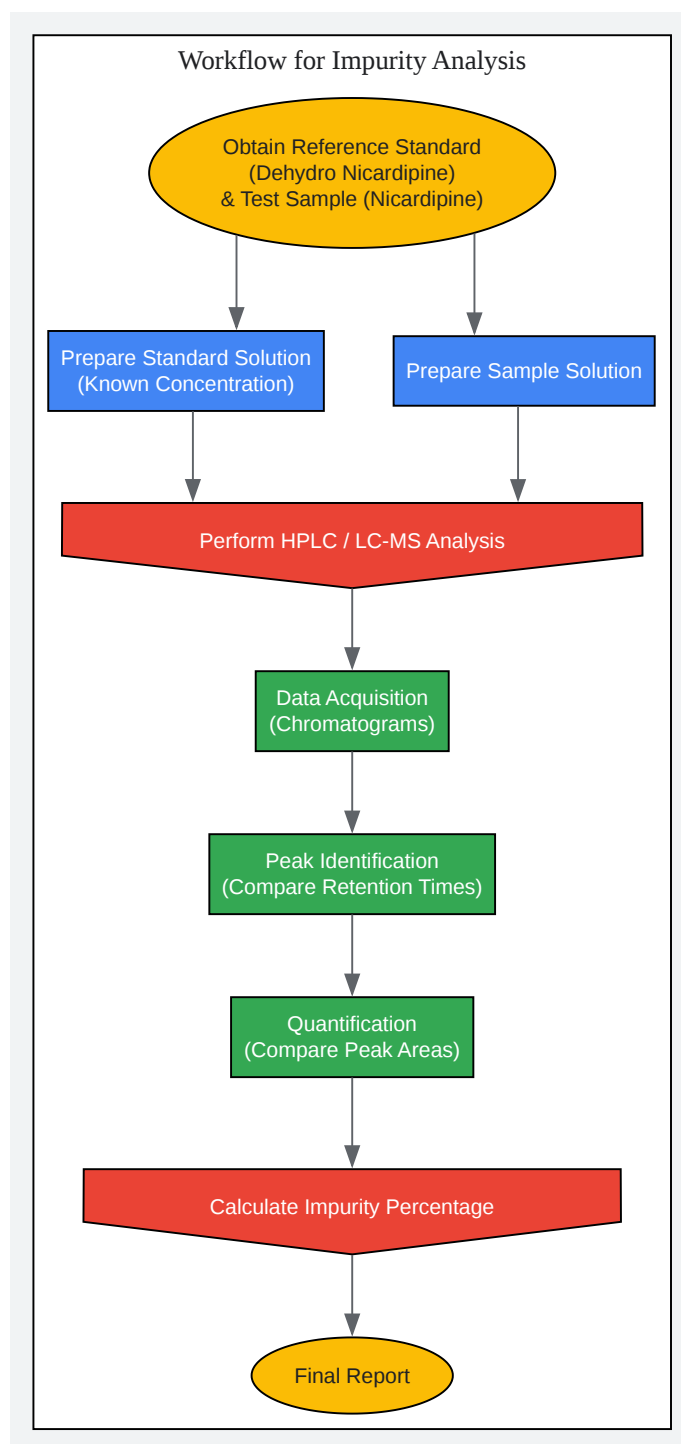 Workflow for Impurity Analysis
Obtain Reference Standard
(Dehydro Nicardipine)
& Test Sample (Nicardipine)
Prepare Standard Solution
(Known Concentration)
Prepare Sample Solution
Perform HPLC / LC-MS Analysis
Data Acquisition
(Chromatograms)
Peak Identification
(Compare Retention Times)
Quantification
(Compare Peak Areas)
Calculate Impurity Percentage
Final Report